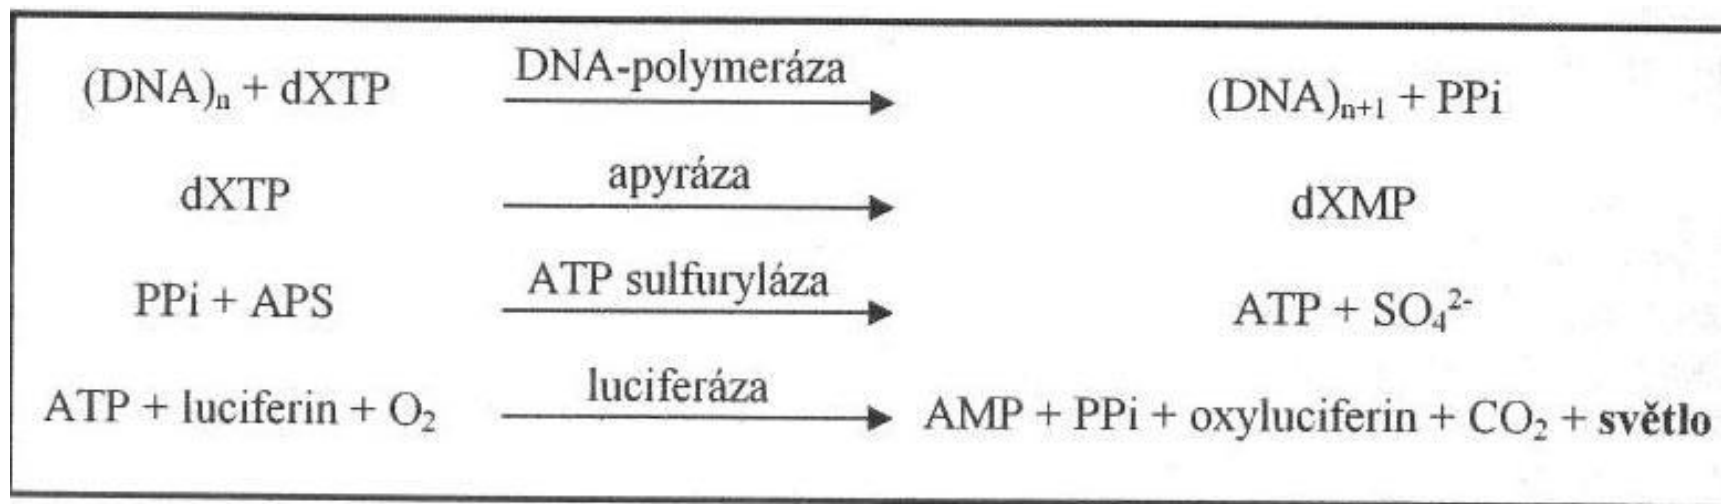 (DNA)n + dXTP DNA-polymeráza (DNA)n+1 + PPi
dXTP apyráza dXMP
PPi + APS ATP sulfuryláza ATP + SO₄²⁻
ATP + luciferin + O₂ luciferáza AMP + PPi + oxyluciferin + CO₂ + světlo